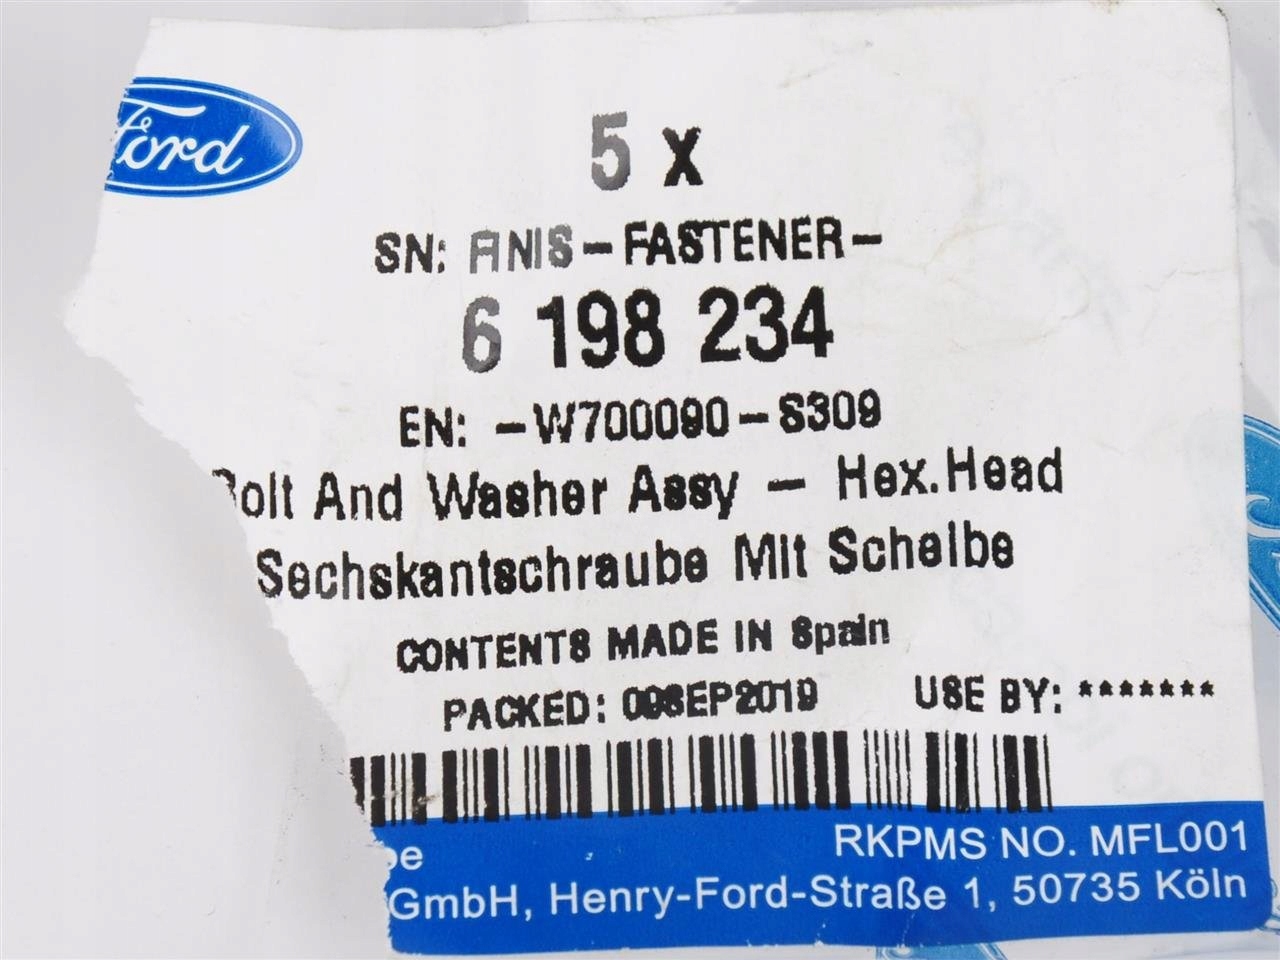 Ford
5 x
SN: FINIS-FASTENER-
6 198 234
EN: -W700090-S309
Bolt And Washer Assy - Hex.Head
Sechskantschraube Mit Scheibe
CONTENTS MADE IN Spain
PACKED: 09SEP2019 USE BY: *******
RKPMS NO. MFL001
GmbH, Henry-Ford-Straße 1, 50735 Köln